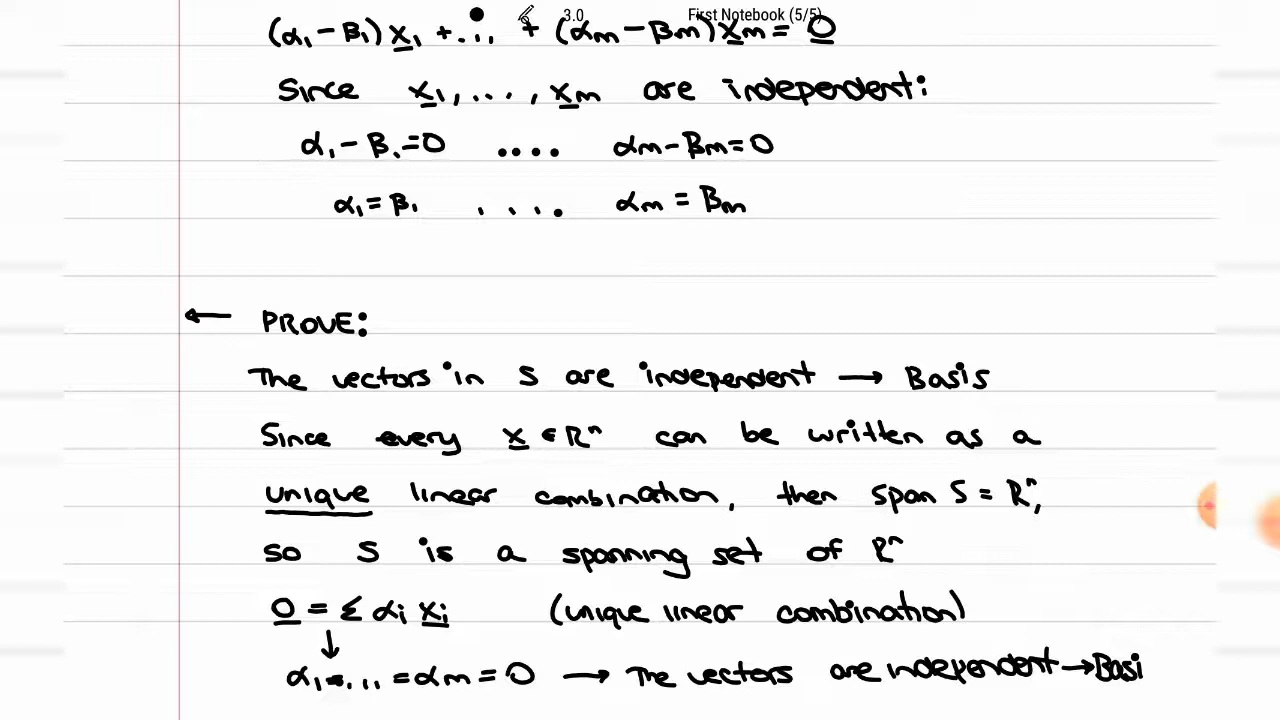 3.0 First Notebook (5/5)
(α₁ - β₁) x₁ + ... + (αm - βm) xm = 0
Since x₁, ..., xm are independent:
α₁ - β₁ = 0 .... αm - βm = 0
α₁ = β₁ .... αm = βm
← PROVE:
The vectors in S are independent → Basis
Since every x ∈ Rⁿ can be written as a
unique linear combination, then span S = Rⁿ,
so S is a spanning set of Rⁿ
0 = Σ αi xi (unique linear combination)
↓
α₁ = ... = αm = 0 → The vectors are independent → Basi